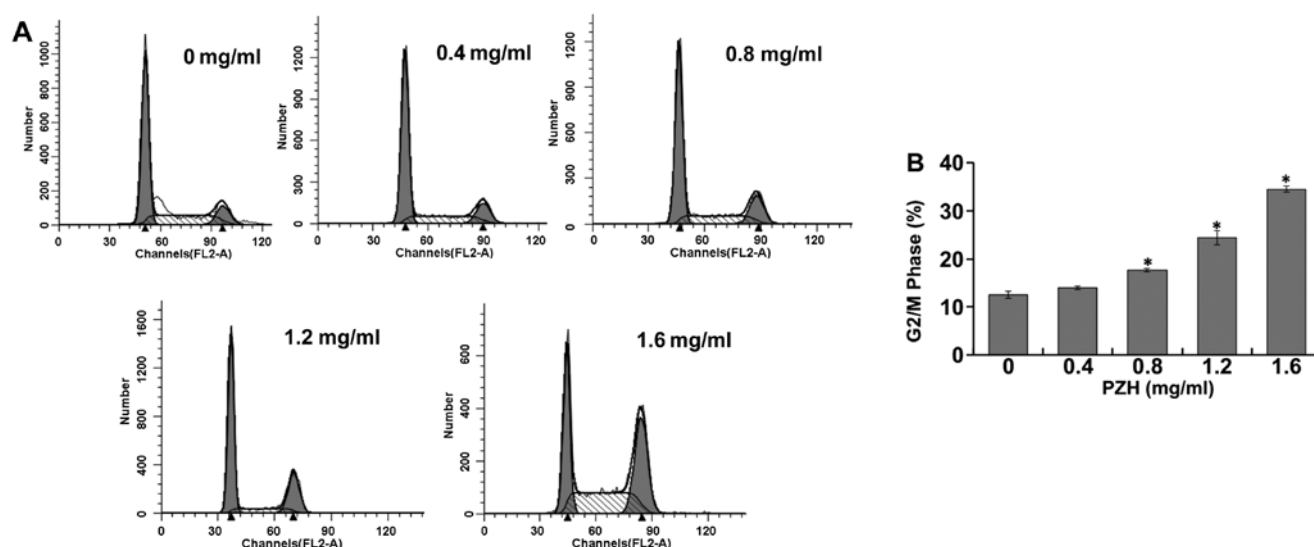 A
0 mg/ml
Number
0 200 400 600 800 1000
0 30 60 90 120
Channels(FL2-A)
0.4 mg/ml
Number
0 300 600 900 1200
0 30 60 90 120
Channels(FL2-A)
0.8 mg/ml
Number
0 300 600 900 1200
0 30 60 90 120
Channels(FL2-A)
1.2 mg/ml
Number
0 400 800 1200 1600
0 30 60 90 120
Channels(FL2-A)
1.6 mg/ml
Number
0 200 400 600
0 30 60 90 120
Channels(FL2-A)
B
G2/M Phase (%)
40
30
20
10
0
* * * *
0 0.4 0.8 1.2 1.6
PZH (mg/ml)